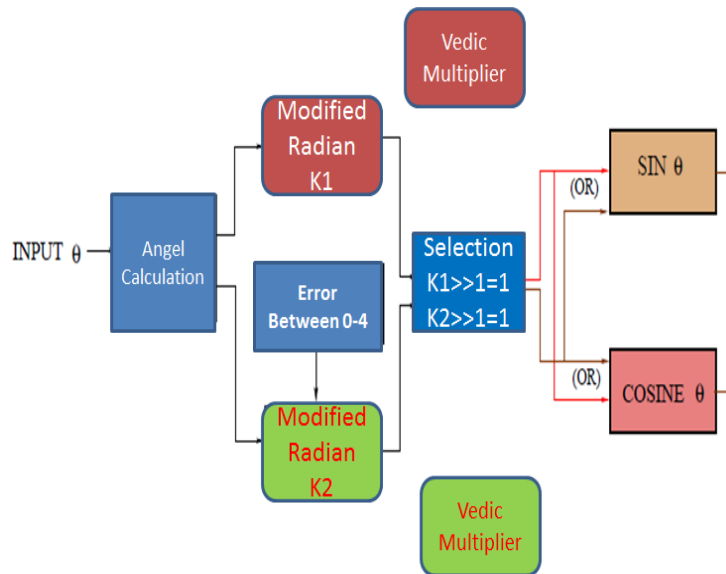 Vedic
Multiplier
Modified
Radian
K1
SIN θ
(OR)
INPUT θ
Angel
Calculation
Selection
K1>>1=1
K2>>1=1
Error
Between 0-4
(OR)
COSINE θ
Modified
Radian
K2
Vedic
Multiplier